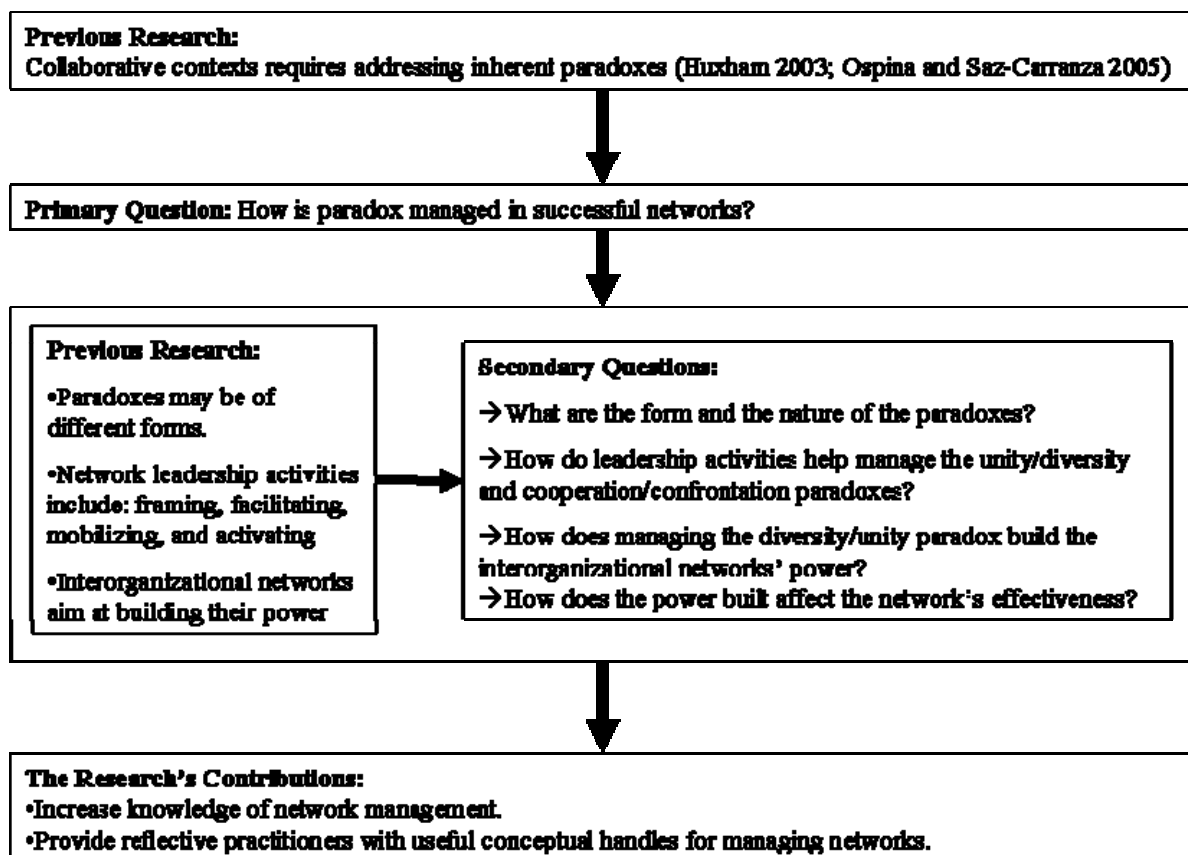 Previous Research:
Collaborative contexts requires addressing inherent paradoxes (Huxham 2003; Ospina and Saz-Carranza 2005)
Primary Question: How is paradox managed in successful networks?
Previous Research:
•Paradoxes may be of
different forms.
•Network leadership activities
include: framing, facilitating,
mobilizing, and activating
•Interorganizational networks
aim at building their power
Secondary Questions:
→What are the form and the nature of the paradoxes?
→How do leadership activities help manage the unity/diversity
and cooperation/confrontation paradoxes?
→How does managing the diversity/unity paradox build the
interorganizational networks' power?
→How does the power built affect the network's effectiveness?
The Research's Contributions:
•Increase knowledge of network management.
•Provide reflective practitioners with useful conceptual handles for managing networks.